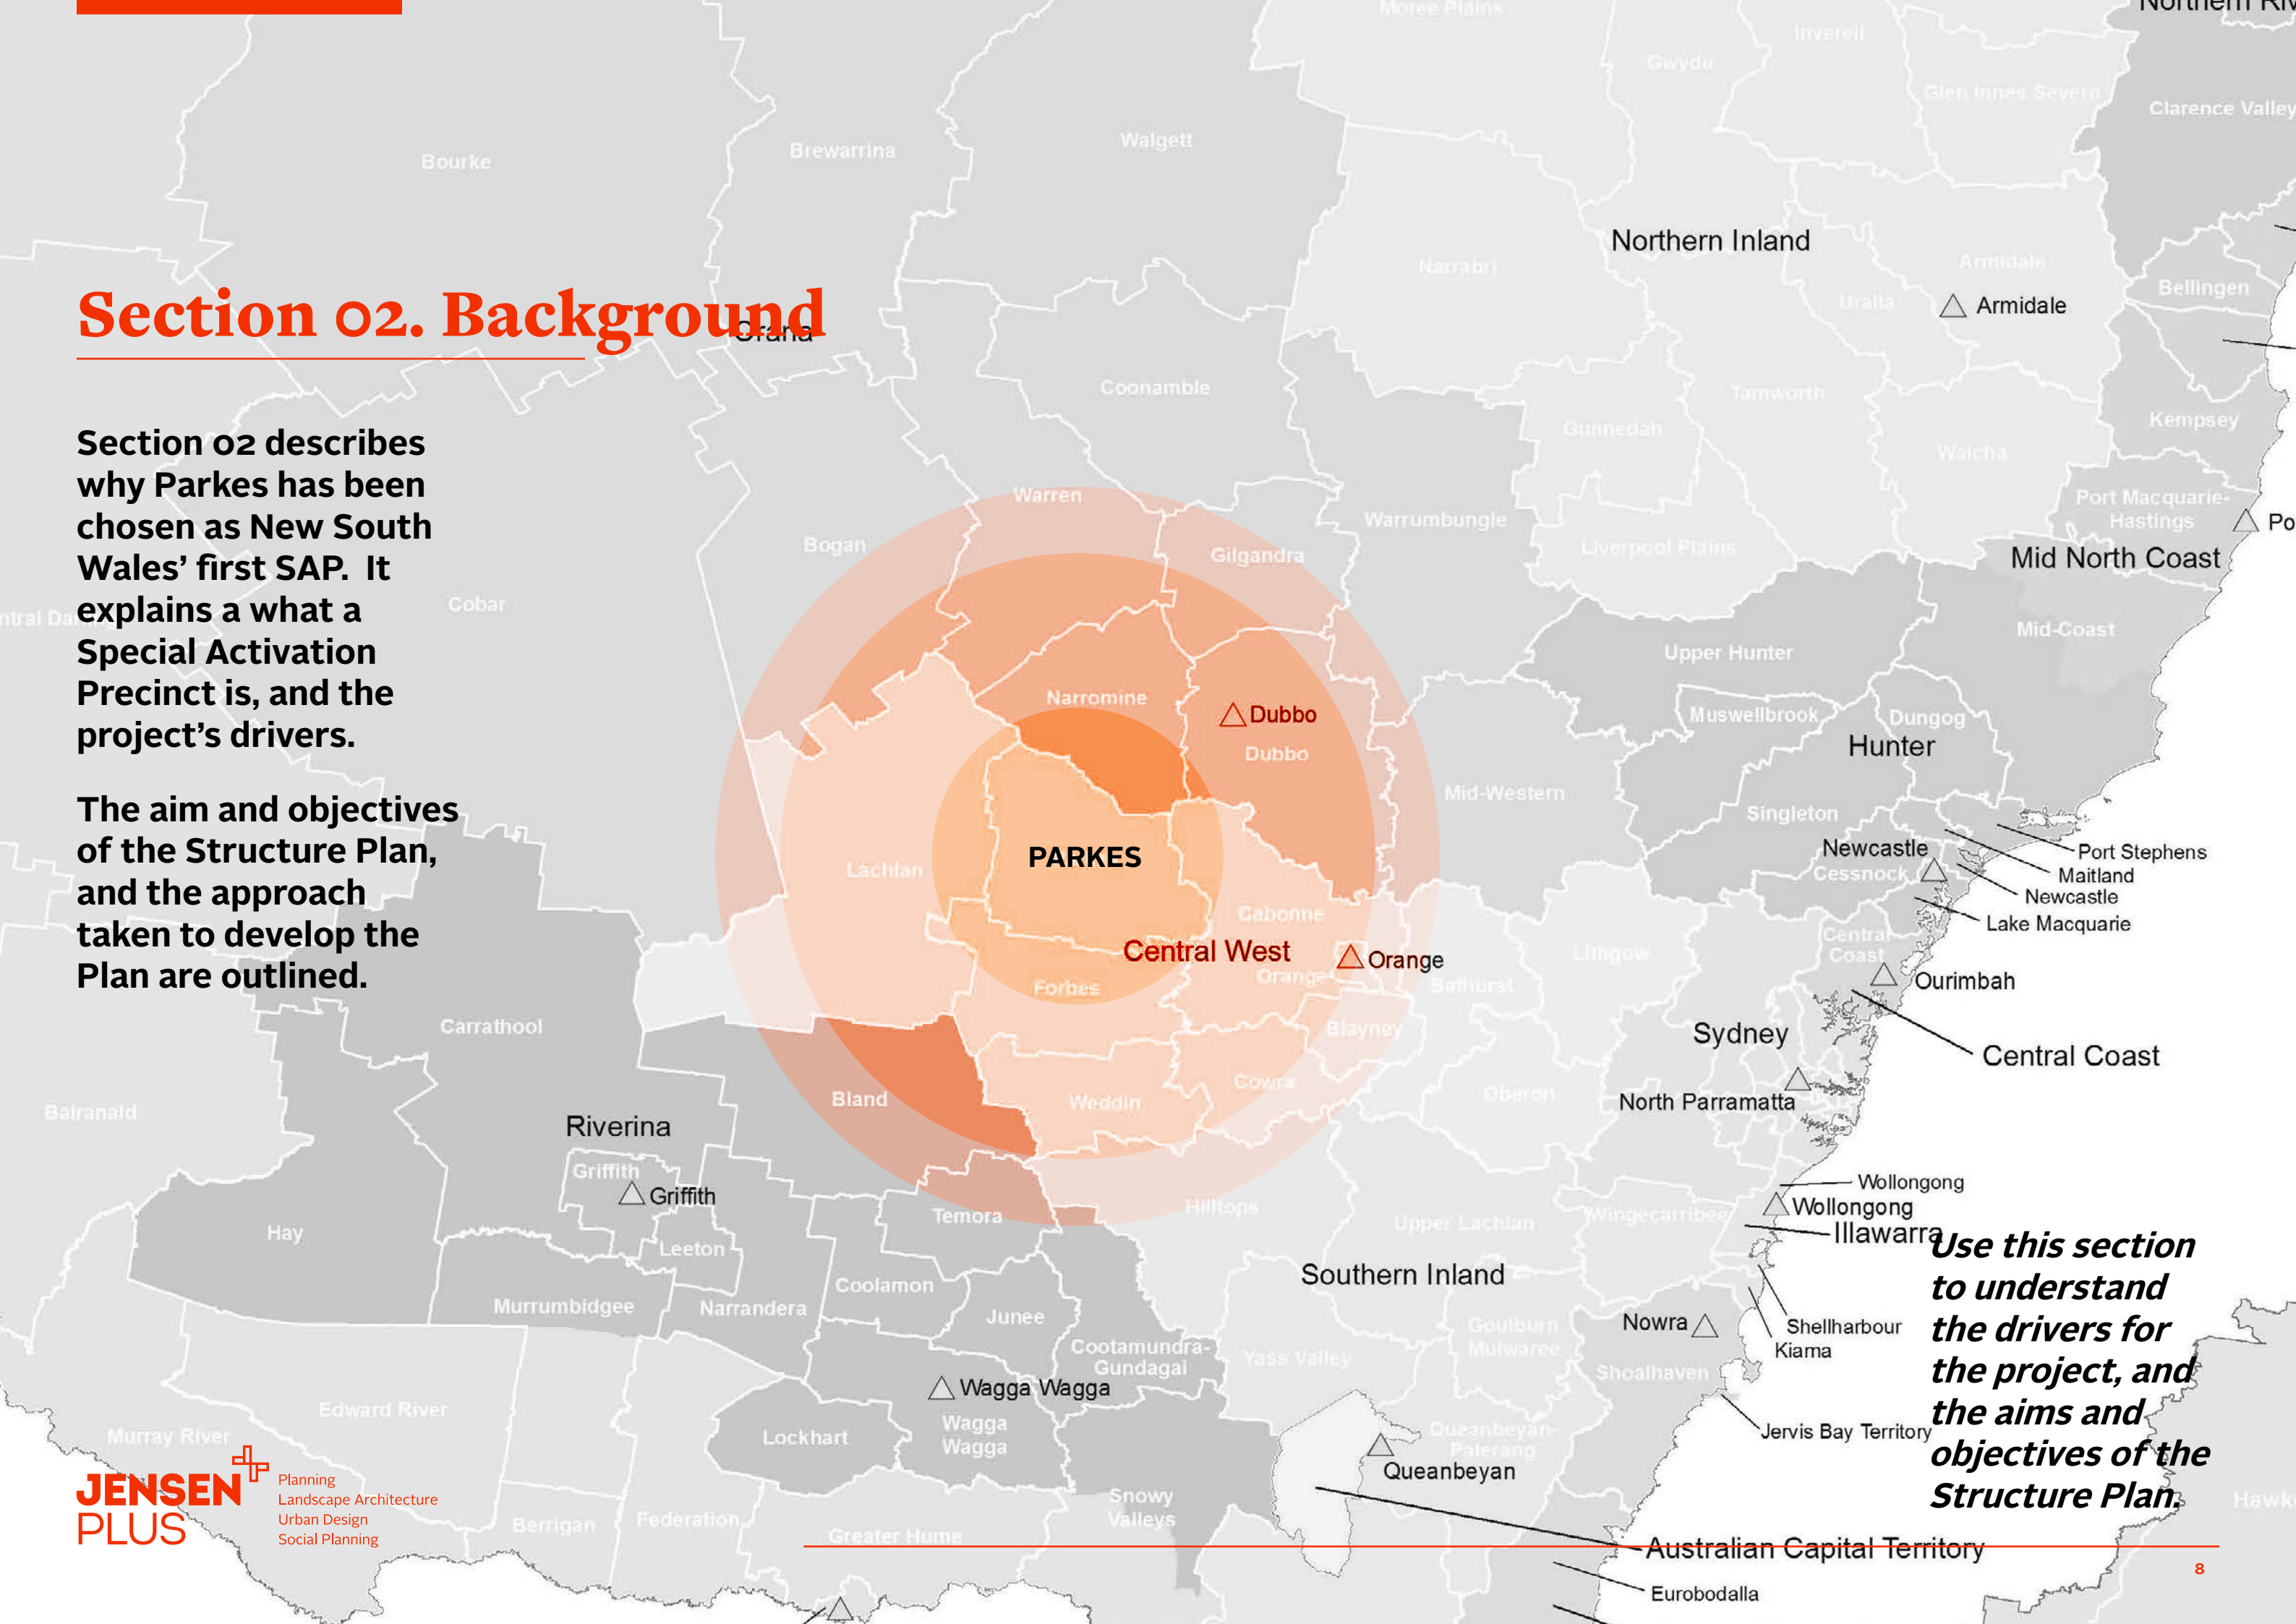 Section 02. Background
Section 02 describes
why Parkes has been
chosen as New South
Wales’ first SAP.  It
explains a what a
Special Activation
Precinct is, and the
project’s drivers.
The aim and objectives
of the Structure Plan,
and the approach
taken to develop the
Plan are outlined.
Moree Plains
Inverell
Gwydir
Glen Innes Severn
Clarence Valley
Bourke
Brewarrina
Walgett
Northern Inland
Narrabri
Armidale
Uralla
Armidale
Bellingen
Orana
Coonamble
Tamworth
Gunnedah
Walcha
Kempsey
Warren
Bogan
Gilgandra
Warrumbungle
Liverpool Plains
Port Macquarie-
Hastings
Po
Mid North Coast
Cobar
Mid-Coast
Upper Hunter
Narromine
Dubbo
Dubbo
Muswellbrook
Dungog
Hunter
Mid-Western
Singleton
PARKES
Lachlan
Newcastle
Cessnock
Port Stephens
Maitland
Newcastle
Lake Macquarie
Cabonne
Central West
Orange
Orange
Lithgow
Bathurst
Central
Coast
Ourimbah
Forbes
Blayney
Carrathool
Sydney
Central Coast
Cowra
Weddin
Bland
Oberon
North Parramatta
Balranald
Riverina
Griffith
Griffith
Hay
Leeton
Temora
Hilltops
Upper Lachlan
Wingecarribee
Wollongong
Wollongong
Illawarra
Coolamon
Murrumbidgee
Narrandera
Junee
Southern Inland
Goulburn
Mulwaree
Nowra
Shellharbour
Kiama
Cootamundra-
Gundagai
Yass Valley
Shoalhaven
Wagga Wagga
Wagga
Wagga
Edward River
Murray River
Lockhart
Queanbeyan-
Palerang
Queanbeyan
Jervis Bay Territory
Snowy
Valleys
Berrigan
Federation
Greater Hume
Australian Capital Territory
Eurobodalla
Use this section
to understand
the drivers for
the project, and
the aims and
objectives of the
Structure Plan.
JENSEN
PLUS
Planning
Landscape Architecture
Urban Design
Social Planning
8